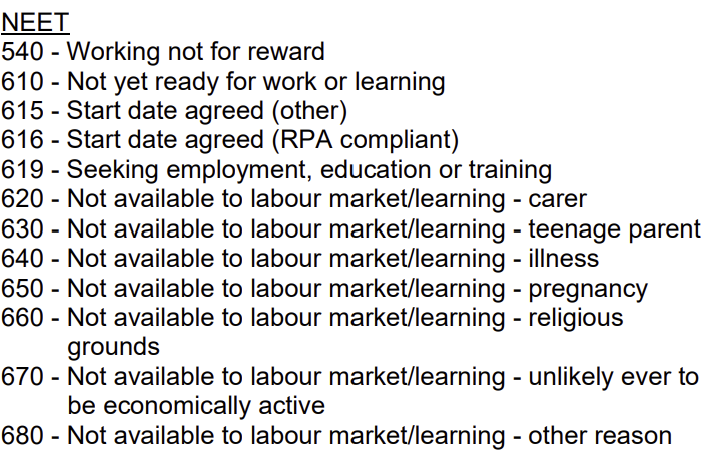 NEET
540 - Working not for reward
610 - Not yet ready for work or learning
615 - Start date agreed (other)
616 - Start date agreed (RPA compliant)
619 - Seeking employment, education or training
620 - Not available to labour market/learning - carer
630 - Not available to labour market/learning - teenage parent
640 - Not available to labour market/learning - illness
650 - Not available to labour market/learning - pregnancy
660 - Not available to labour market/learning - religious
grounds
670 - Not available to labour market/learning - unlikely ever to
be economically active
680 - Not available to labour market/learning - other reason